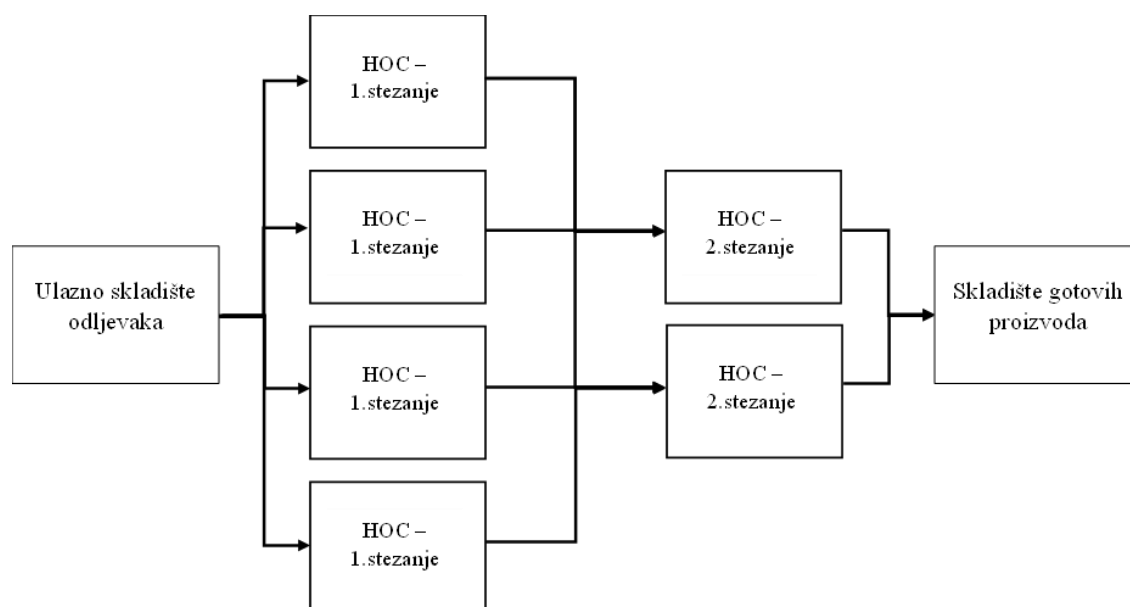 Ulazno skladište
odljevaka
HOC –
1.stezanje
HOC –
1.stezanje
HOC –
1.stezanje
HOC –
1.stezanje
HOC –
2.stezanje
HOC –
2.stezanje
Skladište gotovih
proizvoda